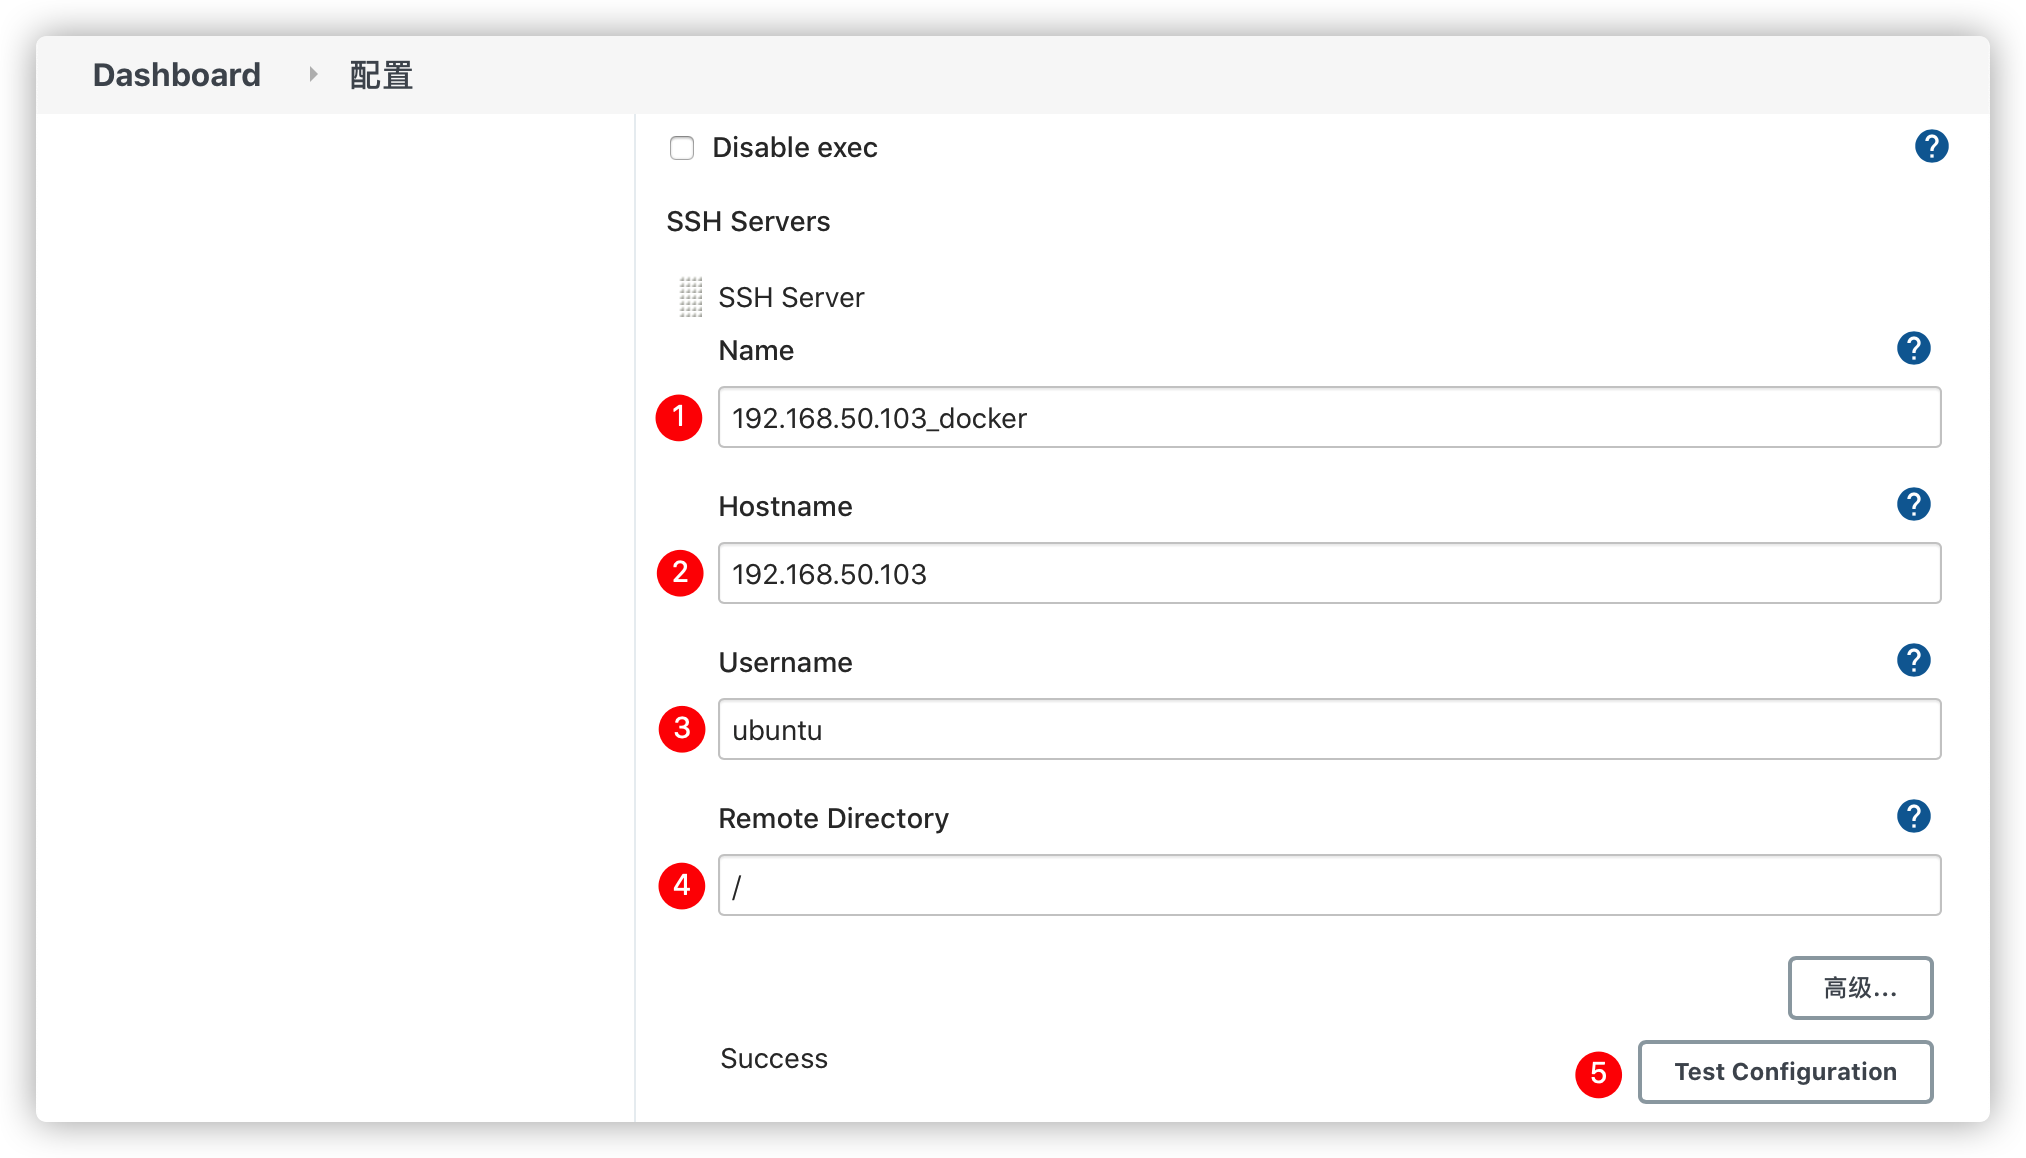 Dashboard 配置
Disable exec ?
SSH Servers
SSH Server
Name ?
1 192.168.50.103_docker
Hostname ?
2 192.168.50.103
Username ?
3 ubuntu
Remote Directory ?
4 /
高级...
Success 5 Test Configuration